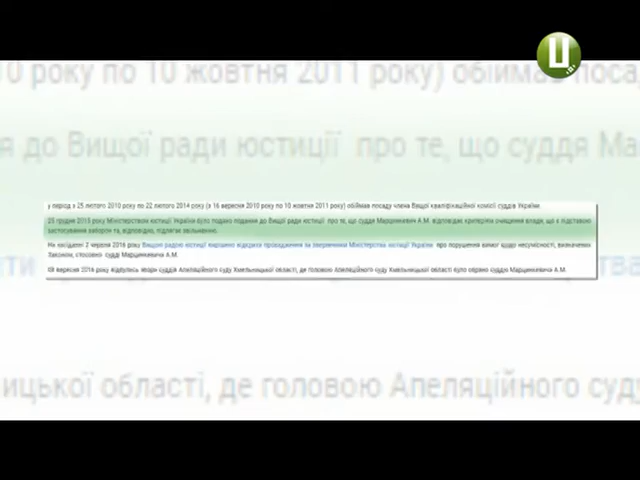 Ц
10 року по 10 жовтня 2011 року) обіймав поса
я до Вищої ради юстиції про те, що суддя Ма
у період з 25 лютого 2010 року по 22 лютого 2014 року (з 16 вересня 2010 року по 10 жовтня 2011 року) обіймав посаду члена Вищої кваліфікаційної комісії суддів України.
25 грудня 2015 року Міністерством юстиції України було подано подання до Вищої ради юстиції про те, що суддя Марцинкевич А.М. відповідає критеріям очищення влади, що є підставою
застосування заборон та, відповідно, підлягає звільненню.
На засіданні 2 червня 2016 року Вищою радою юстиції вирішено відкрити провадження за зверненням Міністерства юстиції України про порушення вимог щодо несумісності, визначених
Законом, стосовно судді Марцинкевича А.М.
09 вересня 2016 року відбулись збори суддів Апеляційного суду Хмельницької області, де головою Апеляційного суду Хмельницької області було обрано суддю Марцинкевича А.М.
ницької області, де головою Апеляційного суду